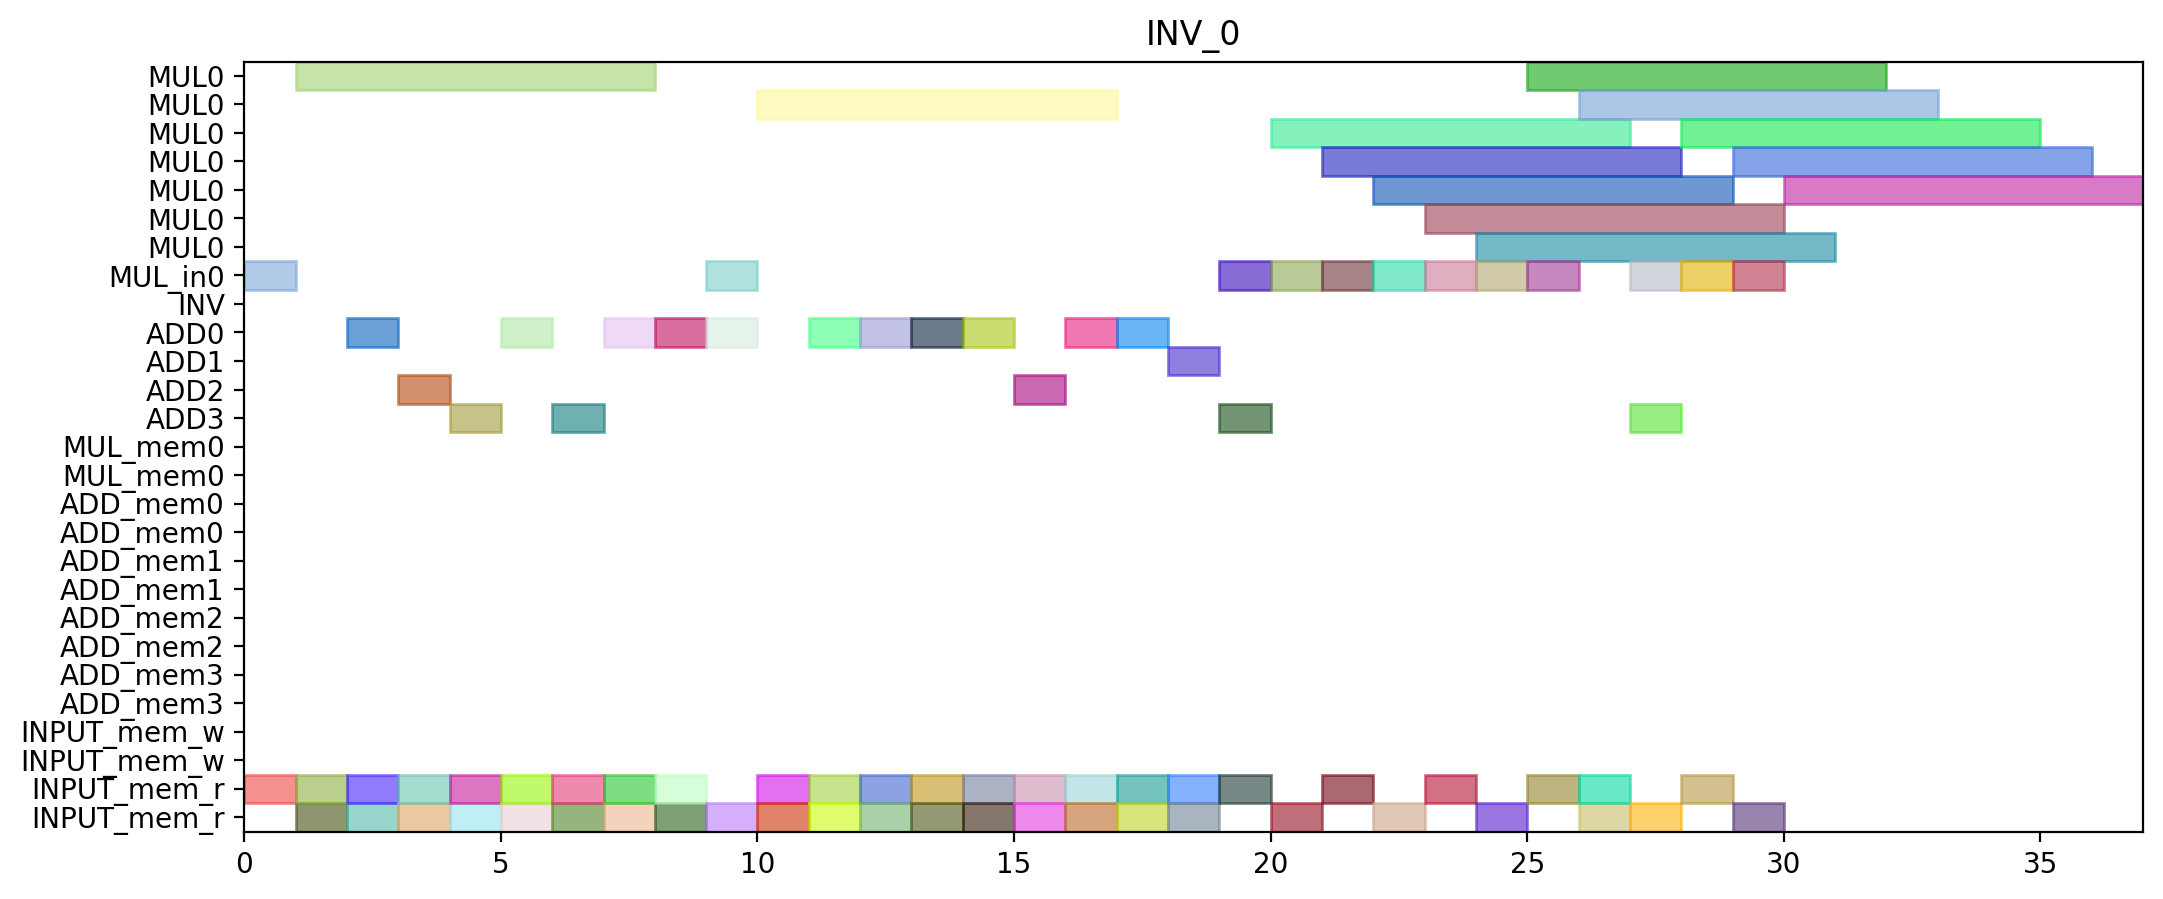 INV_0
MUL0
MUL0
MUL0
MUL0
MUL0
MUL0
MUL0
MUL_in0
INV
ADD0
ADD1
ADD2
ADD3
MUL_mem0
MUL_mem0
ADD_mem0
ADD_mem0
ADD_mem1
ADD_mem1
ADD_mem2
ADD_mem2
ADD_mem3
ADD_mem3
INPUT_mem_w
INPUT_mem_w
INPUT_mem_r
INPUT_mem_r
0 5 10 15 20 25 30 35